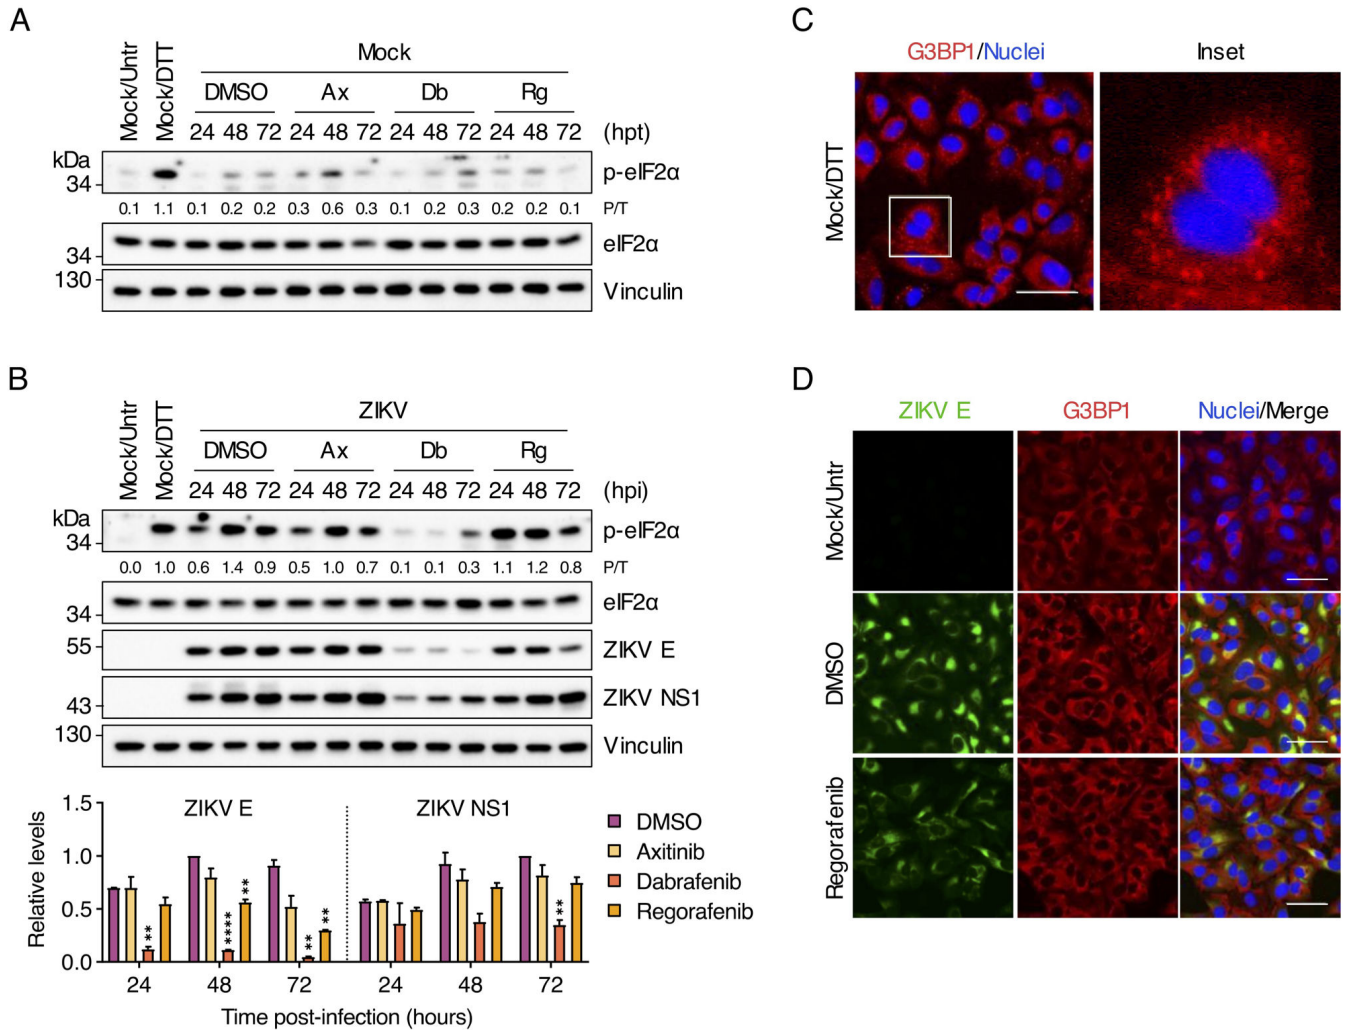 A
Mock/Untr
Mock/DTT
Mock
DMSO Ax Db Rg
24 48 72 24 48 72 24 48 72 24 48 72 (hpt)
kDa
34
p-eIF2α
0.1 1.1 0.1 0.2 0.2 0.3 0.6 0.3 0.1 0.2 0.3 0.2 0.2 0.1 P/T
34
eIF2α
130
Vinculin
B
Mock/Untr
Mock/DTT
ZIKV
DMSO Ax Db Rg
24 48 72 24 48 72 24 48 72 24 48 72 (hpi)
kDa
34
p-eIF2α
0.0 1.0 0.6 1.4 0.9 0.5 1.0 0.7 0.1 0.1 0.3 1.1 1.2 0.8 P/T
34
eIF2α
55
ZIKV E
43
ZIKV NS1
130
Vinculin
ZIKV E ZIKV NS1
Relative levels
1.5
1.0
0.5
0.0
**
****
**
**
**
**
24 48 72 24 48 72
Time post-infection (hours)
DMSO
Axitinib
Dabrafenib
Regorafenib
C
G3BP1/Nuclei Inset
Mock/DTT
D
ZIKV E G3BP1 Nuclei/Merge
Mock/Untr
DMSO
Regorafenib